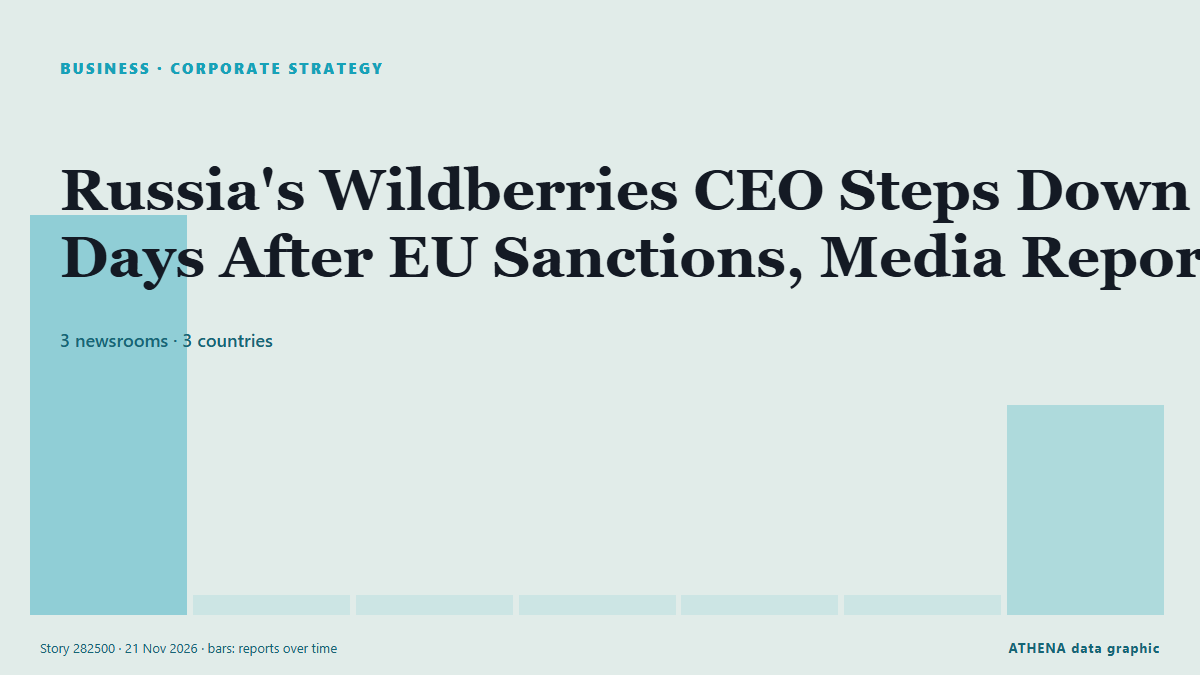 BUSINESS · CORPORATE STRATEGY
Russia's Wildberries CEO Steps Down
Days After EU Sanctions, Media
3 newsrooms · 3 countries
Story 282500 · 21 Nov 2026 · bars: reports over time
ATHENA data graphic